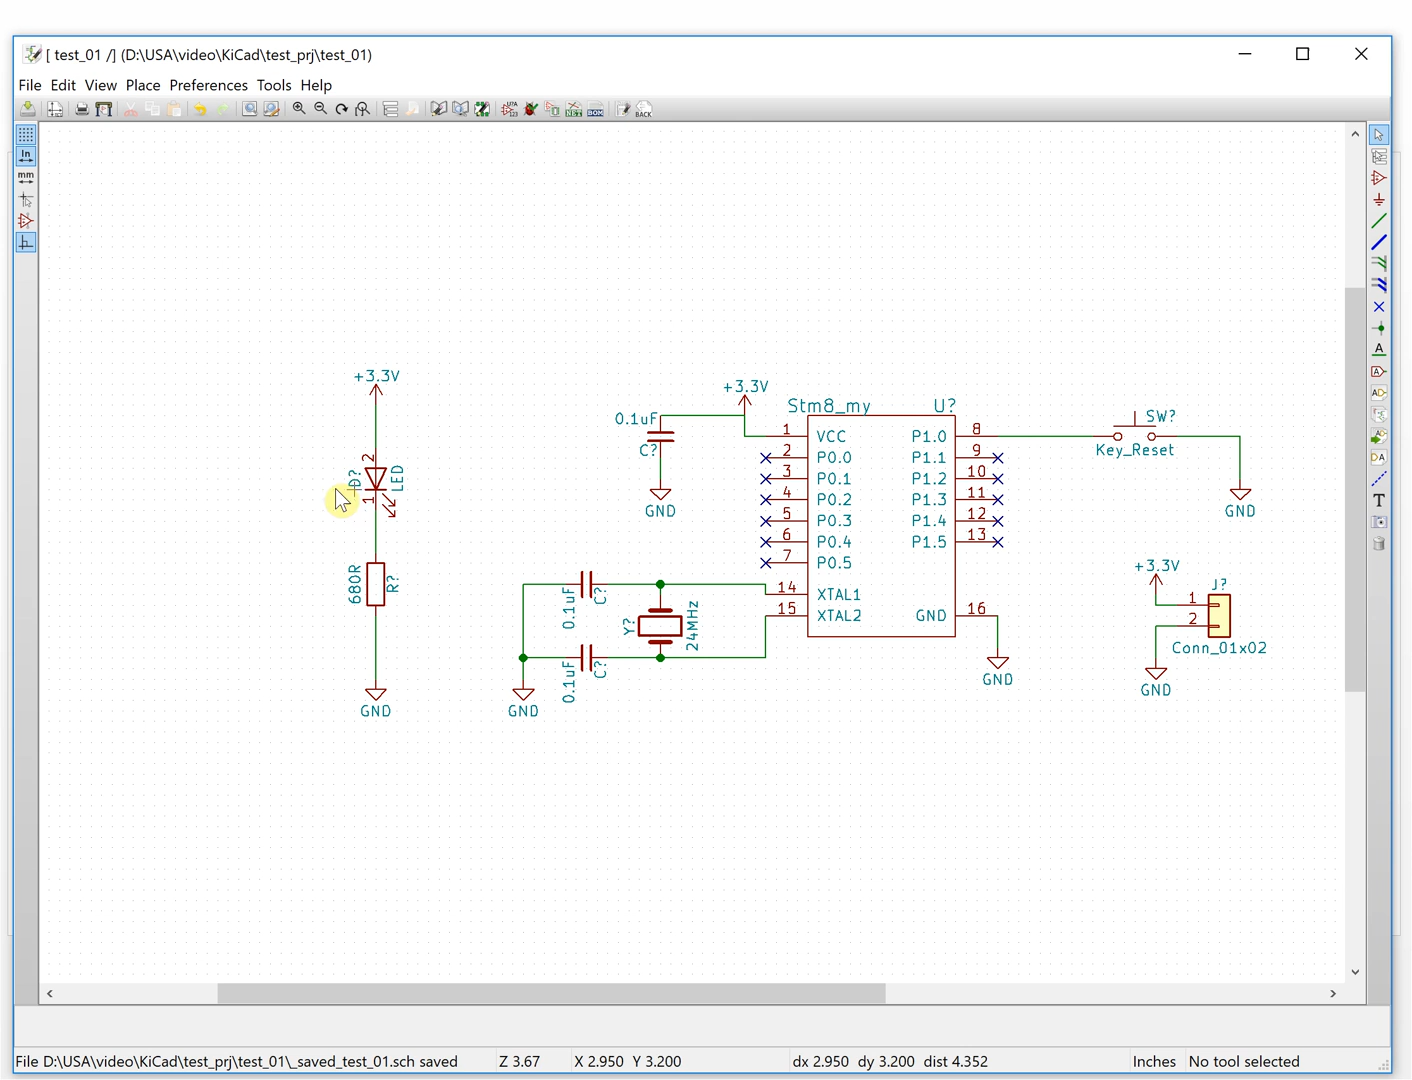 [ test_01 /] (D:\USA\video\KiCad\test_prj\test_01)
File Edit View Place Preferences Tools Help
U?A
123
NET
BOM
BACK
In
mm
A
A
T
+3.3V
2
D?
LED
1
680R
R?
GND
+3.3V
0.1uF
C?
GND
Stm8_my U?
1 VCC P1.0 8
2 P0.0 P1.1 9
3 P0.1 P1.2 10
4 P0.2 P1.3 11
5 P0.3 P1.4 12
6 P0.4 P1.5 13
7 P0.5
14 XTAL1
15 XTAL2 GND 16
GND
0.1uF
C?
Y?
24MHz
0.1uF
C?
GND
SW?
Key_Reset
GND
+3.3V
J?
1
2
Conn_01x02
GND
File D:\USA\video\KiCad\test_prj\test_01\_saved_test_01.sch saved Z 3.67 X 2.950 Y 3.200 dx 2.950 dy 3.200 dist 4.352 Inches No tool selected